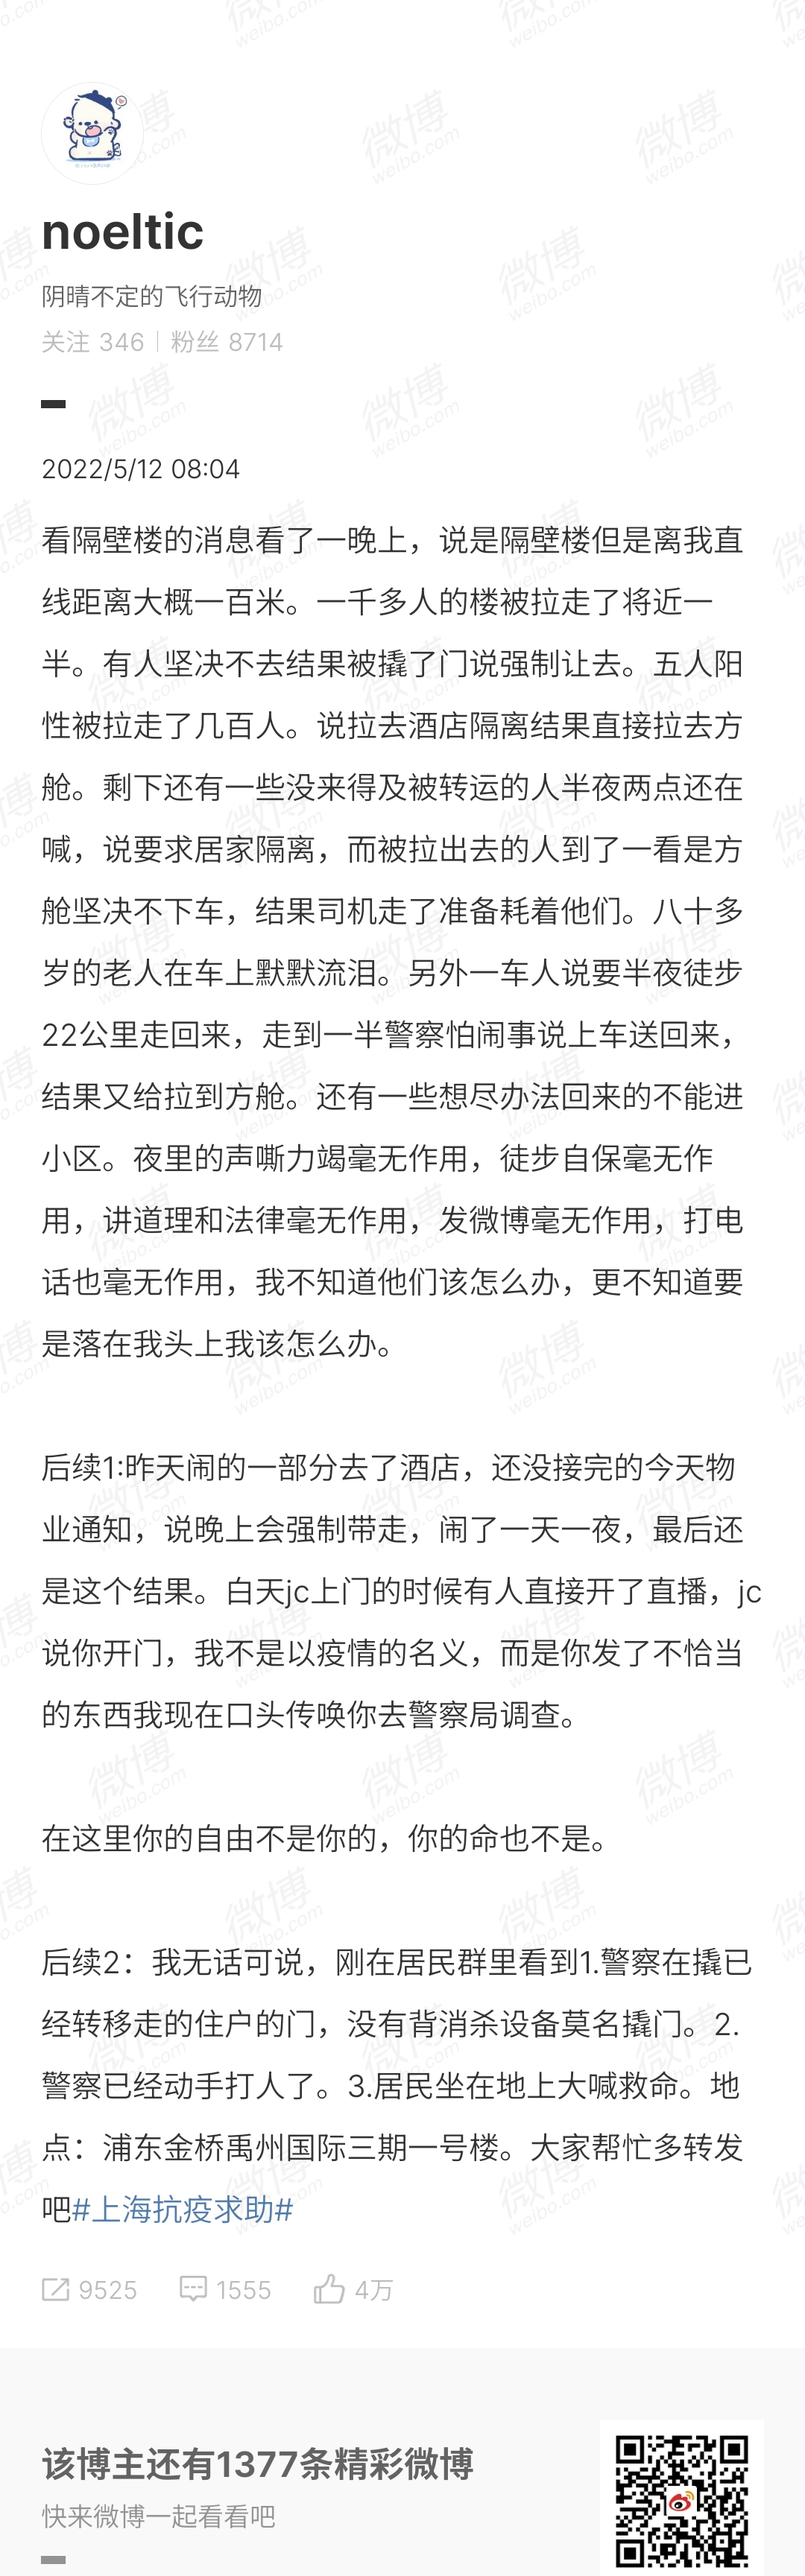 noeltic
阴晴不定的飞行动物
关注 346 | 粉丝 8714
2022/5/12 08:04
看隔壁楼的消息看了一晚上，说是隔壁楼但是离我直
线距离大概一百米。一千多人的楼被拉走了将近一
半。有人坚决不去结果被撬了门说强制让去。五人阳
性被拉走了几百人。说拉去酒店隔离结果直接拉去方
舱。剩下还有一些没来得及被转运的人半夜两点还在
喊，说要求居家隔离，而被拉出去的人到了一看是方
舱坚决不下车，结果司机走了准备耗着他们。八十多
岁的老人在车上默默流泪。另外一车人说要半夜徒步
22公里走回来，走到一半警察怕闹事说上车送回来，
结果又给拉到方舱。还有一些想尽办法回来的不能进
小区。夜里的声嘶力竭毫无作用，徒步自保毫无作
用，讲道理和法律毫无作用，发微博毫无作用，打电
话也毫无作用，我不知道他们该怎么办，更不知道要
是落在我头上我该怎么办。
后续1:昨天闹的一部分去了酒店，还没接完的今天物
业通知，说晚上会强制带走，闹了一天一夜，最后还
是这个结果。白天jc上门的时候有人直接开了直播，jc
说你开门，我不是以疫情的名义，而是你发了不恰当
的东西我现在口头传唤你去警察局调查。
在这里你的自由不是你的，你的命也不是。
后续2：我无话可说，刚在居民群里看到1.警察在撬已
经转移走的住户的门，没有背消杀设备莫名撬门。2.
警察已经动手打人了。3.居民坐在地上大喊救命。地
点：浦东金桥禹州国际三期一号楼。大家帮忙多转发
吧#上海抗疫求助#
9525 1555 4万
该博主还有1377条精彩微博
快来微博一起看看吧
微博
weibo.com